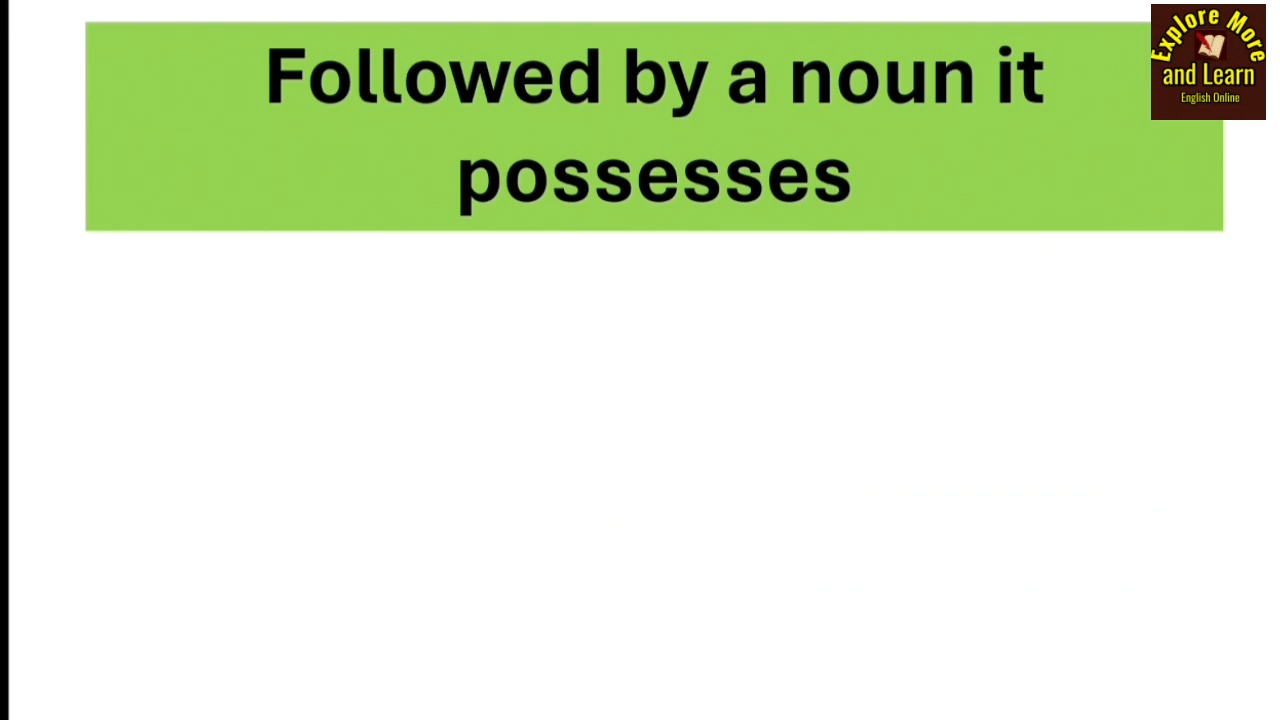 Followed by a noun it
possesses
Explore More
and Learn
English Online